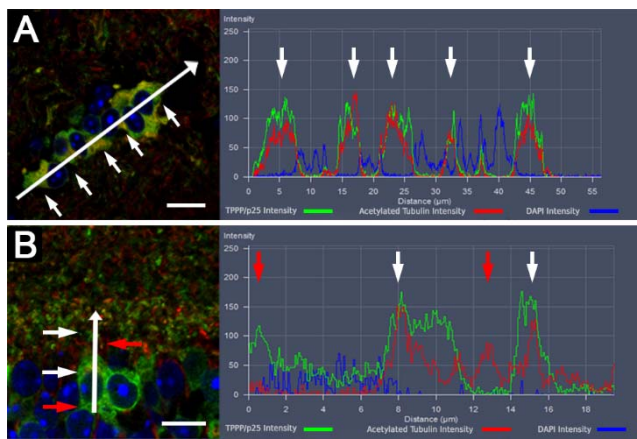 A
Intensity
250
200
150
100
50
0
0 5 10 15 20 25 30 35 40 45 50 55
Distance (µm)
TPPP/p25 Intensity Acetylated Tubulin Intensity DAPI Intensity
B
Intensity
250
200
150
100
50
0
0 2 4 6 8 10 12 14 16 18
Distance (µm)
TPPP/p25 Intensity Acetylated Tubulin Intensity DAPI Intensity